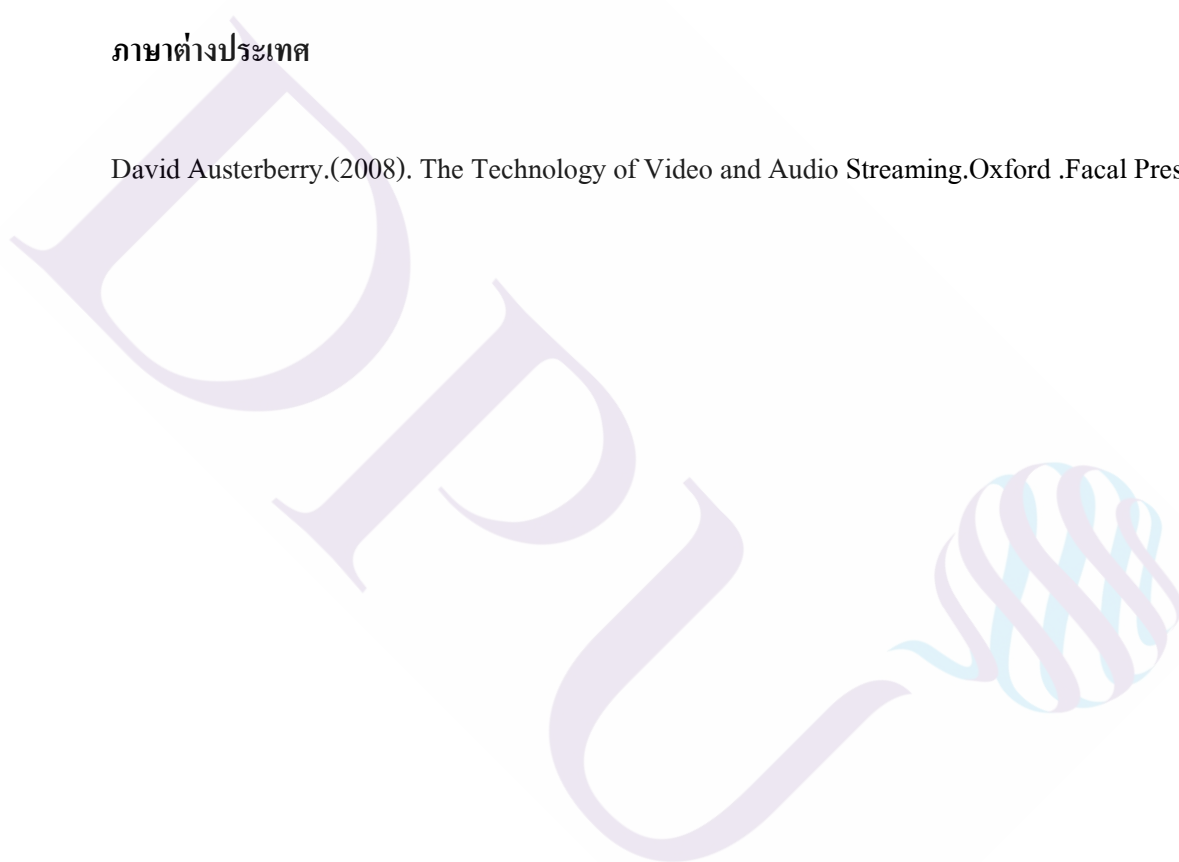 ภาษาต่างประเทศ
David Austerberry.(2008). The Technology of Video and Audio Streaming.Oxford .Facal Pres
DPU